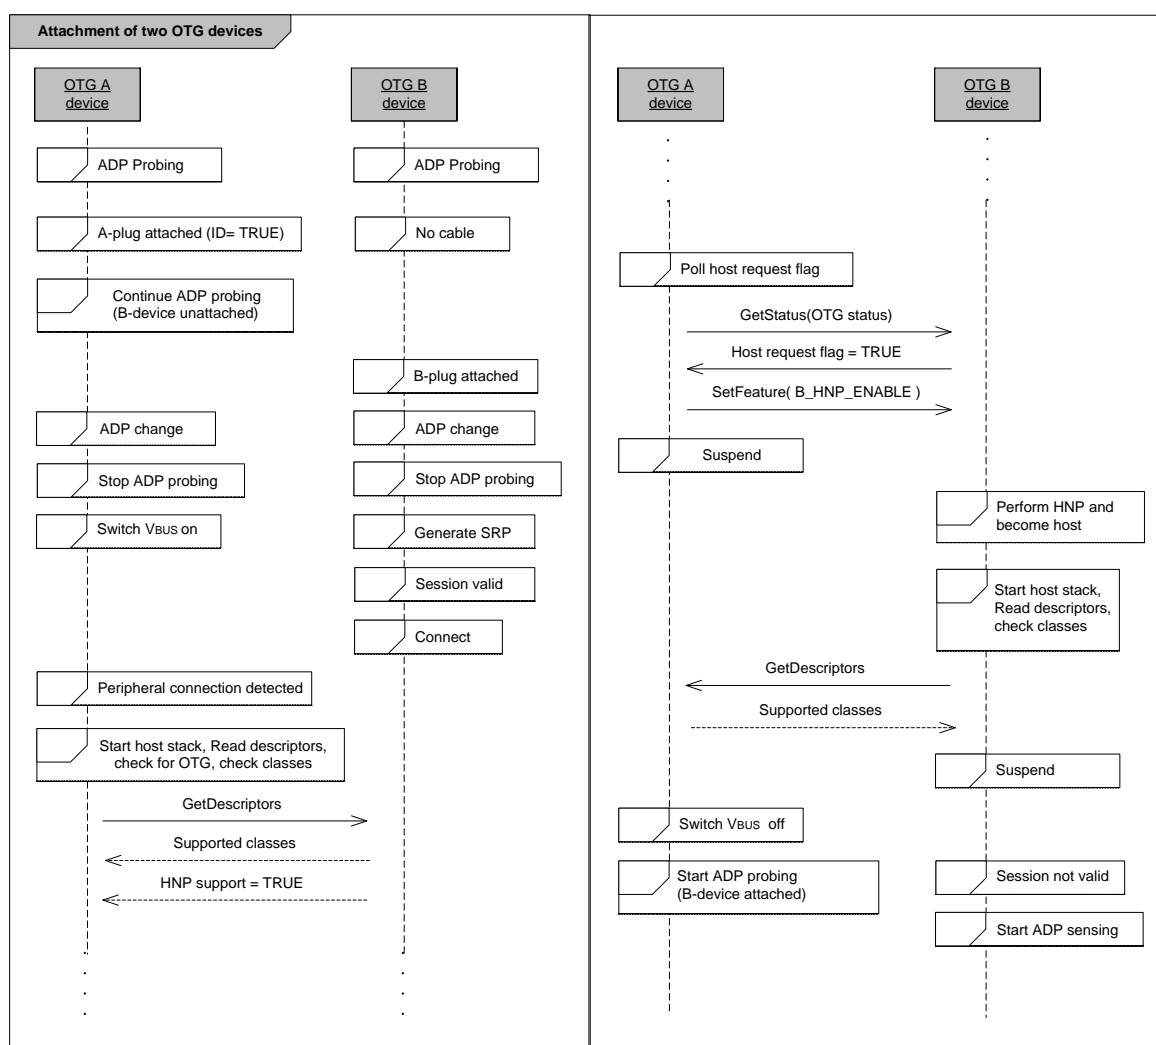 Attachment of two OTG devices
OTG A
device
OTG B
device
ADP Probing
ADP Probing
A-plug attached (ID= TRUE)
No cable
Continue ADP probing
(B-device unattached)
B-plug attached
ADP change
ADP change
Stop ADP probing
Stop ADP probing
Switch VBUS on
Generate SRP
Session valid
Connect
Peripheral connection detected
Start host stack, Read descriptors,
check for OTG, check classes
GetDescriptors
Supported classes
HNP support = TRUE
OTG A
device
OTG B
device
Poll host request flag
GetStatus(OTG status)
Host request flag = TRUE
SetFeature( B_HNP_ENABLE )
Suspend
Perform HNP and
become host
Start host stack,
Read descriptors,
check classes
GetDescriptors
Supported classes
Suspend
Switch VBUS off
Start ADP probing
(B-device attached)
Session not valid
Start ADP sensing